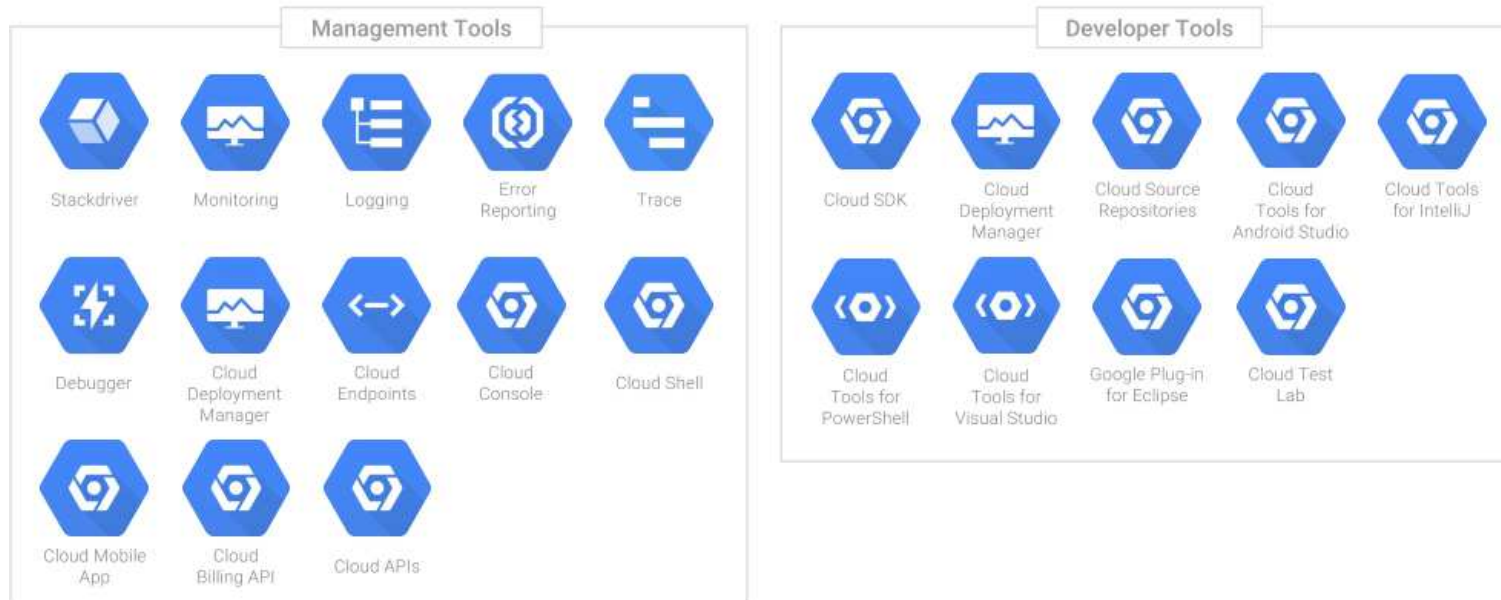 Management Tools
Stackdriver
Monitoring
Logging
Error
Reporting
Trace
Debugger
Cloud
Deployment
Manager
Cloud
Endpoints
Cloud
Console
Cloud Shell
Cloud Mobile
App
Cloud
Billing API
Cloud APIs
Developer Tools
Cloud SDK
Cloud
Deployment
Manager
Cloud Source
Repositories
Cloud
Tools for
Android Studio
Cloud Tools
for IntelliJ
Cloud
Tools for
PowerShell
Cloud
Tools for
Visual Studio
Google Plug-in
for Eclipse
Cloud Test
Lab